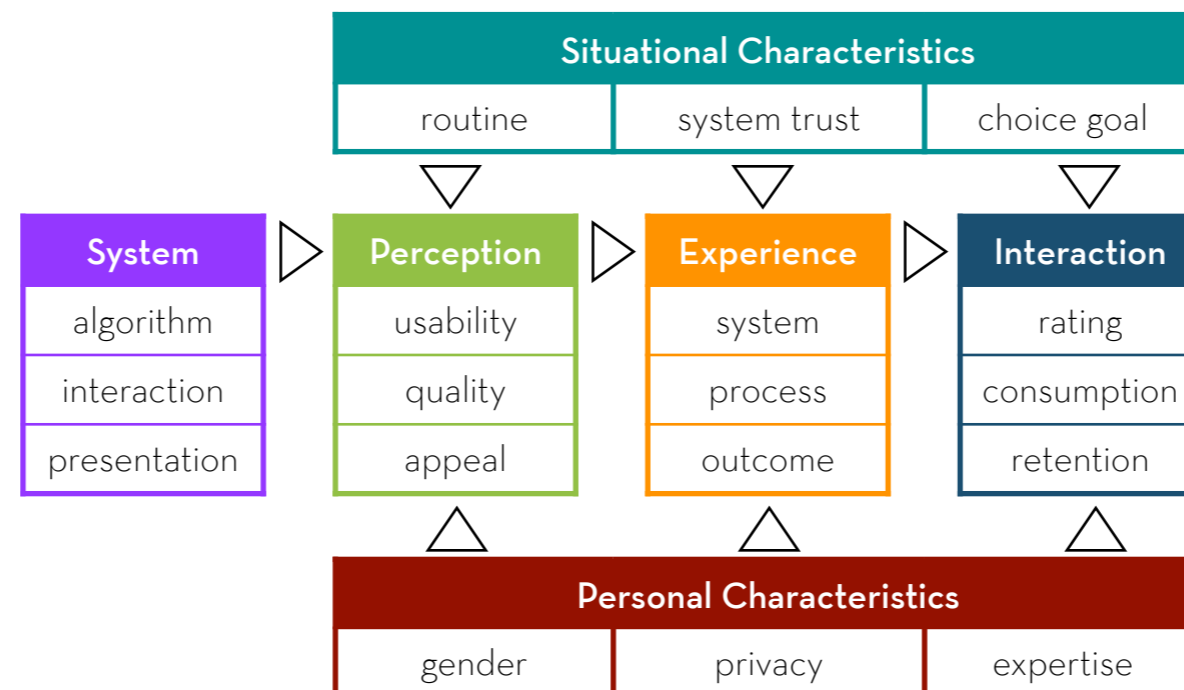 Situational Characteristics
routine system trust choice goal
System Perception Experience Interaction
algorithm usability system rating
interaction quality process consumption
presentation appeal outcome retention
Personal Characteristics
gender privacy expertise